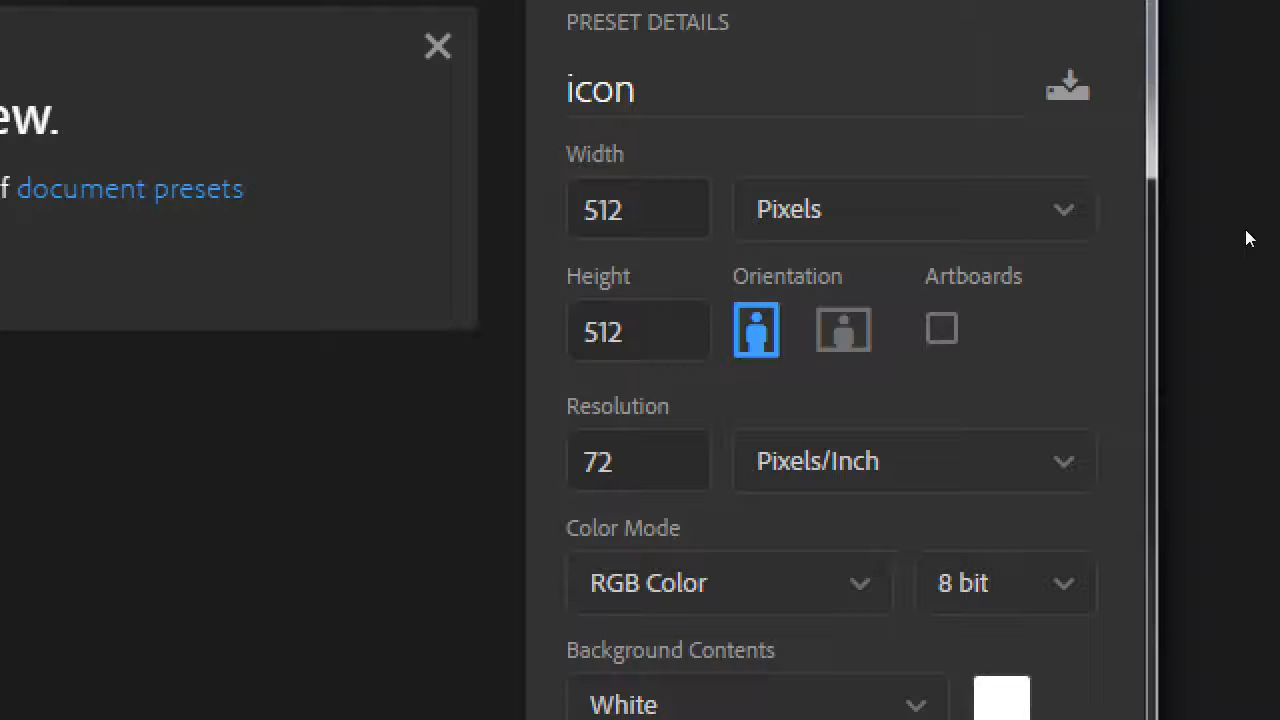 PRESET DETAILS
icon
ew.
Width
f document presets
512 Pixels
Height Orientation Artboards
512
Resolution
72 Pixels/Inch
Color Mode
RGB Color 8 bit
Background Contents
White